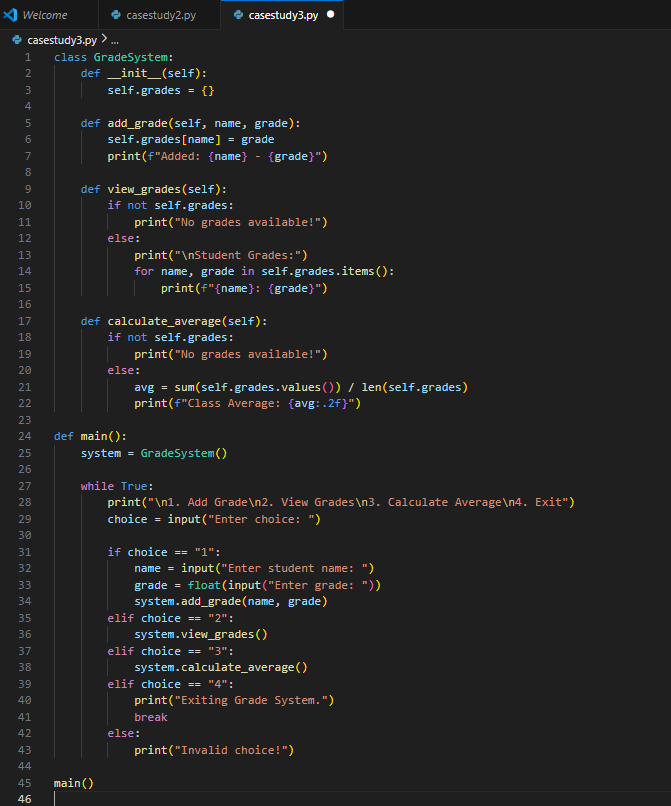 Welcome casestudy2.py casestudy3.py
casestudy3.py > ...
1 class GradeSystem:
2     def __init__(self):
3         self.grades = {}
4
5     def add_grade(self, name, grade):
6         self.grades[name] = grade
7         print(f"Added: {name} - {grade}")
8
9     def view_grades(self):
10         if not self.grades:
11             print("No grades available!")
12         else:
13             print("\nStudent Grades:")
14             for name, grade in self.grades.items():
15                 print(f"{name}: {grade}")
16
17     def calculate_average(self):
18         if not self.grades:
19             print("No grades available!")
20         else:
21             avg = sum(self.grades.values()) / len(self.grades)
22             print(f"Class Average: {avg:.2f}")
23
24 def main():
25     system = GradeSystem()
26
27     while True:
28         print("\n1. Add Grade\n2. View Grades\n3. Calculate Average\n4. Exit")
29         choice = input("Enter choice: ")
30
31         if choice == "1":
32             name = input("Enter student name: ")
33             grade = float(input("Enter grade: "))
34             system.add_grade(name, grade)
35         elif choice == "2":
36             system.view_grades()
37         elif choice == "3":
38             system.calculate_average()
39         elif choice == "4":
40             print("Exiting Grade System.")
41             break
42         else:
43             print("Invalid choice!")
44
45 main()
46